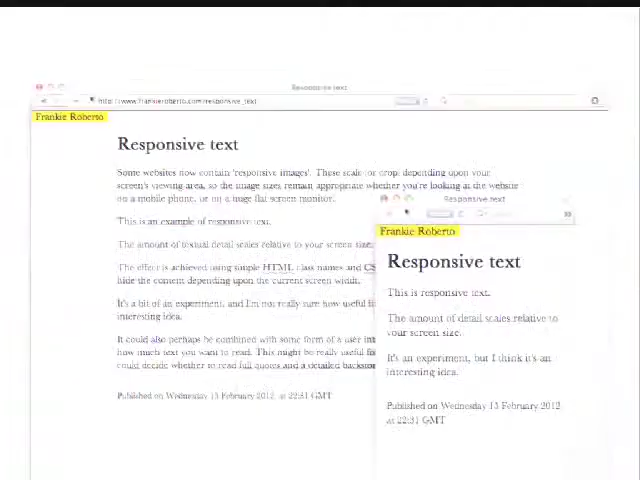 Responsive text
http://www.frankieroberto.com/responsive_text
Frankie Roberto
Responsive text
Some websites now contain 'responsive images'. These scale (or crop) depending upon your
screen's viewing area, so the image sizes remain appropriate whether you're looking at the website
on a mobile phone, or on a huge flat screen monitor.
This is an example of responsive text.
The amount of textual detail scales relative to your screen size.
The effect is achieved using simple HTML class names and CS
hide the content depending upon the current screen width.
It's a bit of an experiment, and I'm not really sure how useful
interesting idea.
It could also perhaps be combined with some form of a user
how much text you want to read. This might be really useful
could decide whether to read full quotes and a detailed
Published on Wednesday 15 February 2012, at 22:31 GMT
Responsive text
Frankie Roberto
Responsive text
This is responsive text.
The amount of detail scales relative to
your screen size.
It's an experiment, but I think it's an
interesting idea.
Published on Wednesday 15 February 2012,
at 22:31 GMT